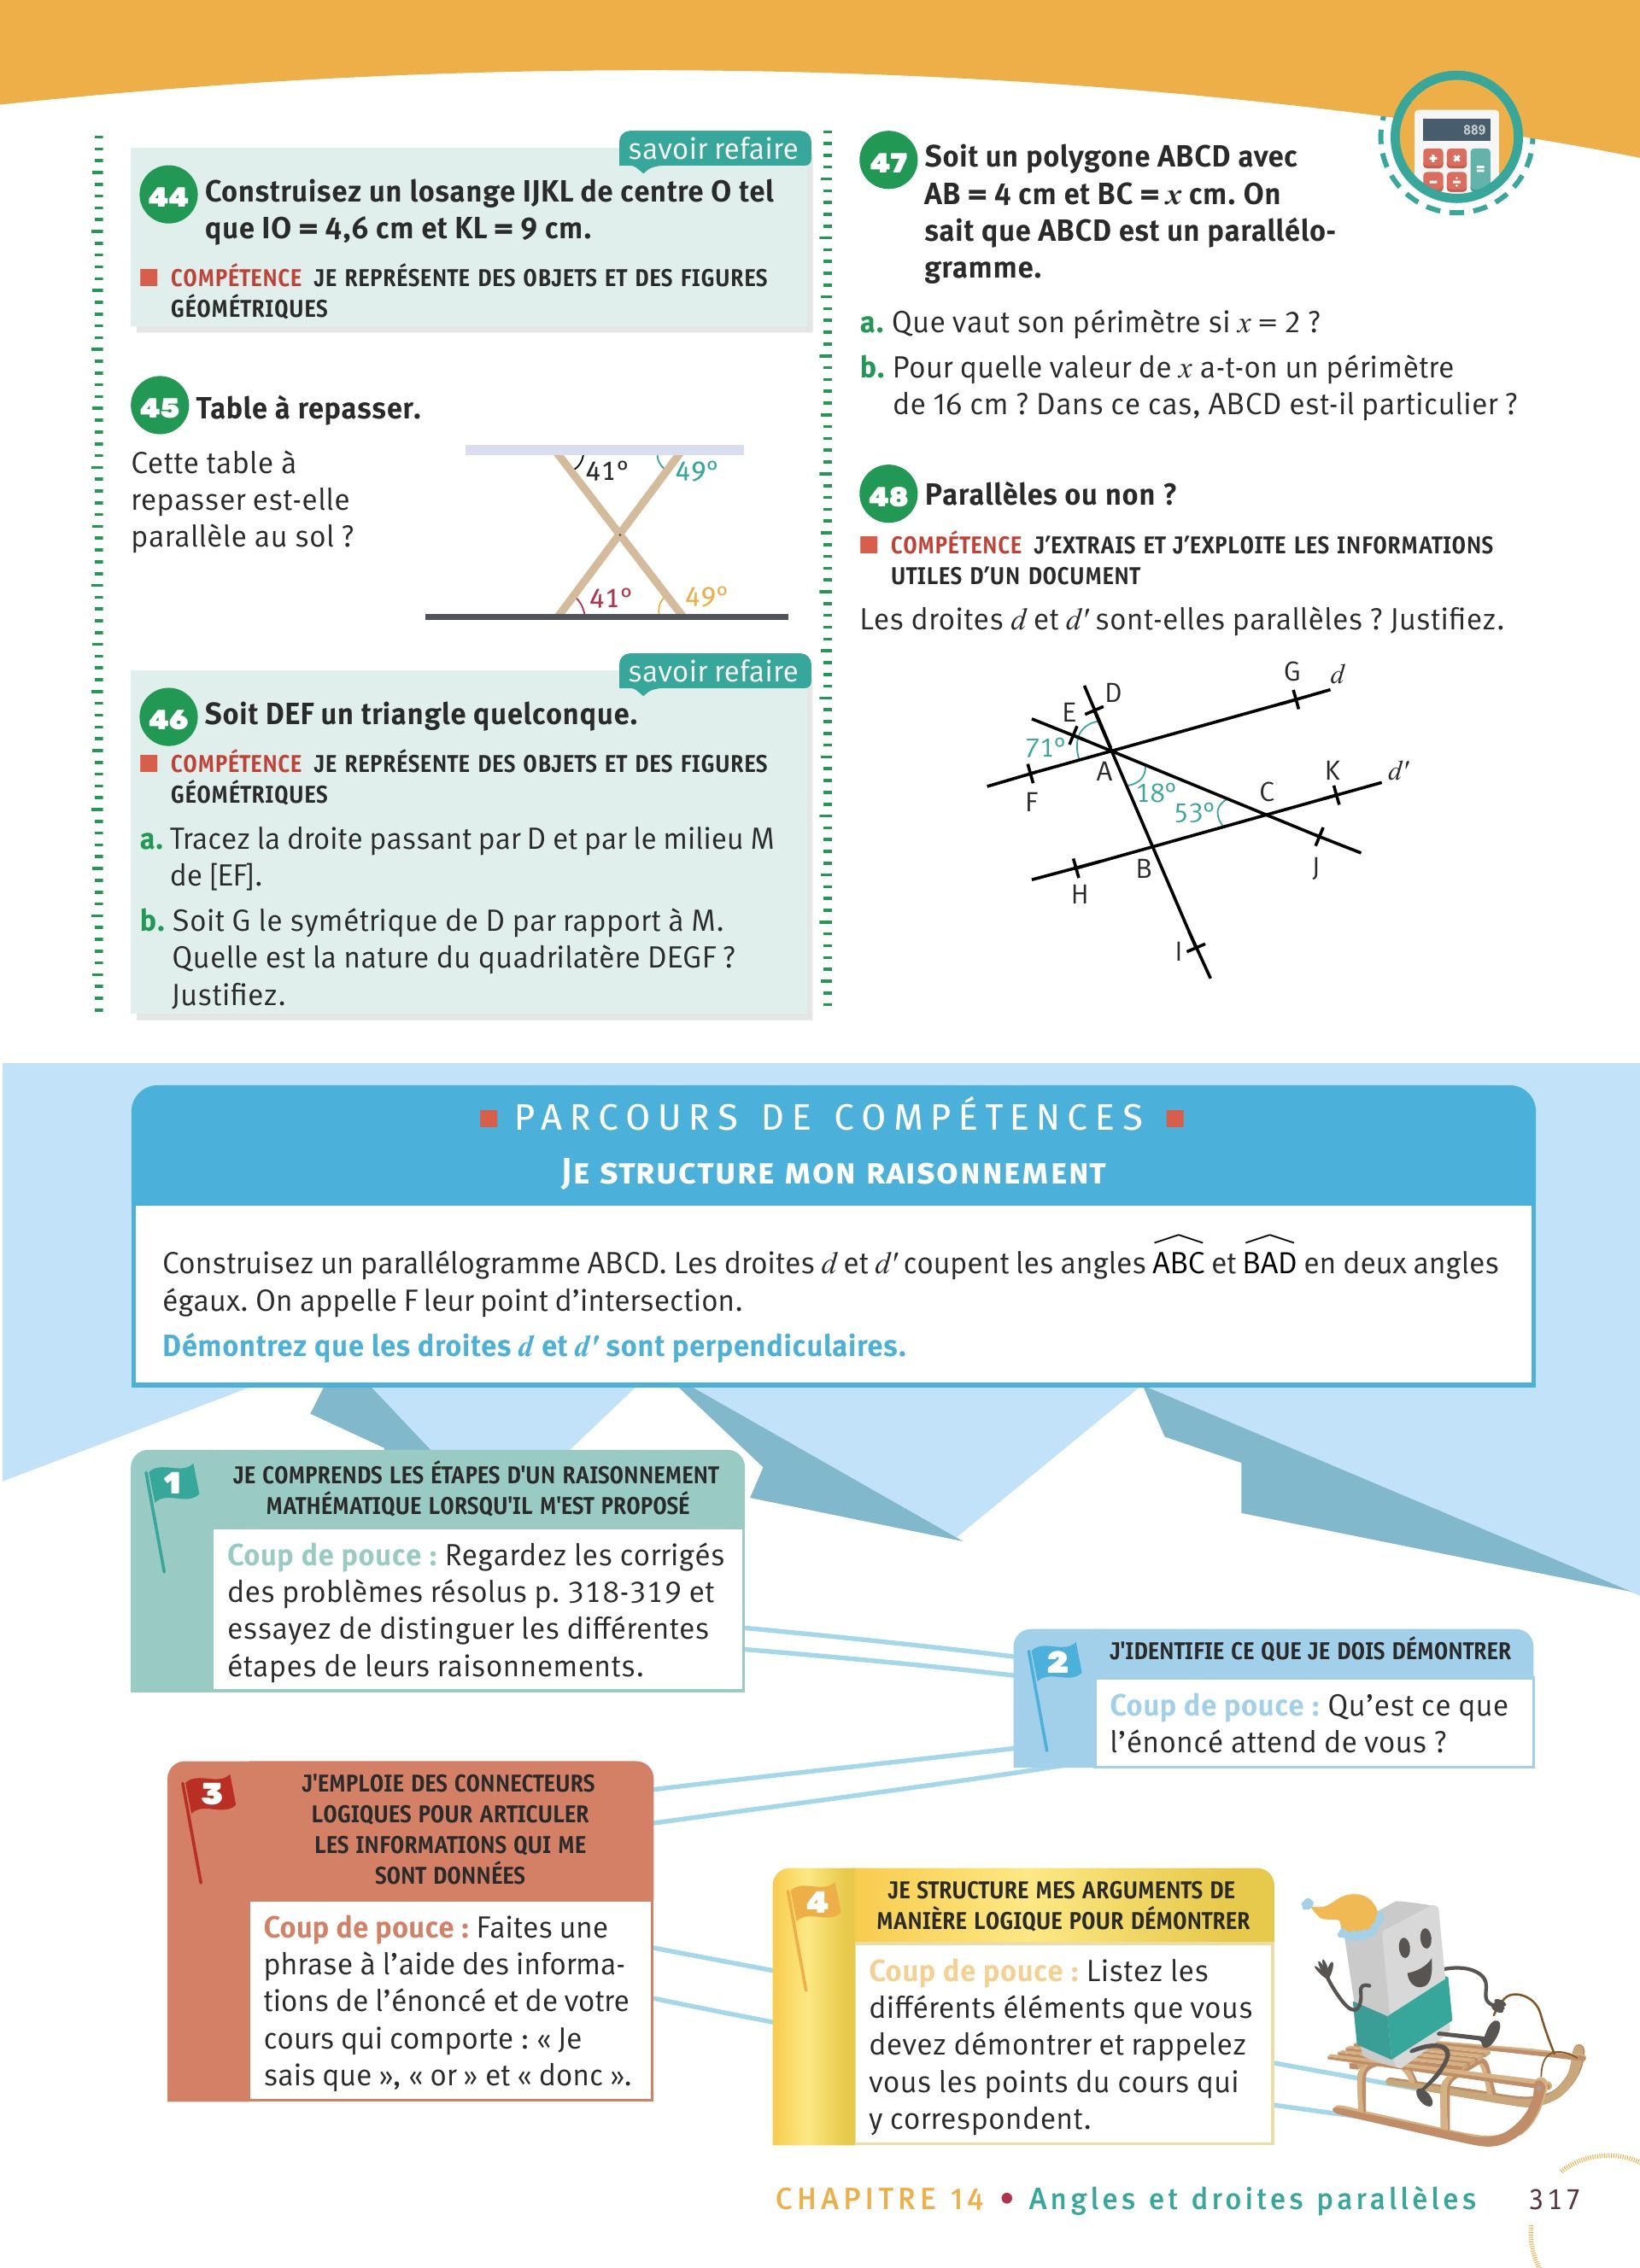 889
savoir refaire
44 Construisez un losange IJKL de centre O tel
que IO = 4,6 cm et KL = 9 cm.
COMPÉTENCE JE REPRÉSENTE DES OBJETS ET DES FIGURES
GÉOMÉTRIQUES
45 Table à repasser.
Cette table à
repasser est-elle
parallèle au sol ?
41° 49°
41° 49°
savoir refaire
46 Soit DEF un triangle quelconque.
COMPÉTENCE JE REPRÉSENTE DES OBJETS ET DES FIGURES
GÉOMÉTRIQUES
a. Tracez la droite passant par D et par le milieu M
de [EF].
b. Soit G le symétrique de D par rapport à M.
Quelle est la nature du quadrilatère DEGF ?
Justifiez.
47 Soit un polygone ABCD avec
AB = 4 cm et BC = x cm. On
sait que ABCD est un parallélo-
gramme.
a. Que vaut son périmètre si x = 2 ?
b. Pour quelle valeur de x a-t-on un périmètre
de 16 cm ? Dans ce cas, ABCD est-il particulier ?
48 Parallèles ou non ?
COMPÉTENCE J’EXTRAIS ET J’EXPLOITE LES INFORMATIONS
UTILES D’UN DOCUMENT
Les droites d et d′ sont-elles parallèles ? Justifiez.
G d
D
E
71°
A
K d′
F
18°
C
53°
B
J
H
I
PARCOURS DE COMPÉTENCES
JE STRUCTURE MON RAISONNEMENT
Construisez un parallélogramme ABCD. Les droites d et d′ coupent les angles ABC et BAD en deux angles
égaux. On appelle F leur point d’intersection.
Démontrez que les droites d et d′ sont perpendiculaires.
1 JE COMPRENDS LES ÉTAPES D'UN RAISONNEMENT
MATHÉMATIQUE LORSQU'IL M'EST PROPOSÉ
Coup de pouce : Regardez les corrigés
des problèmes résolus p. 318-319 et
essayez de distinguer les différentes
étapes de leurs raisonnements.
2 J'IDENTIFIE CE QUE JE DOIS DÉMONTRER
Coup de pouce : Qu’est ce que
l’énoncé attend de vous ?
3 J'EMPLOIE DES CONNECTEURS
LOGIQUES POUR ARTICULER
LES INFORMATIONS QUI ME
SONT DONNÉES
Coup de pouce : Faites une
phrase à l’aide des informa-
tions de l’énoncé et de votre
cours qui comporte : « Je
sais que », « or » et « donc ».
4 JE STRUCTURE MES ARGUMENTS DE
MANIÈRE LOGIQUE POUR DÉMONTRER
Coup de pouce : Listez les
différents éléments que vous
devez démontrer et rappelez
vous les points du cours qui
y correspondent.
CHAPITRE 14 • Angles et droites parallèles 317